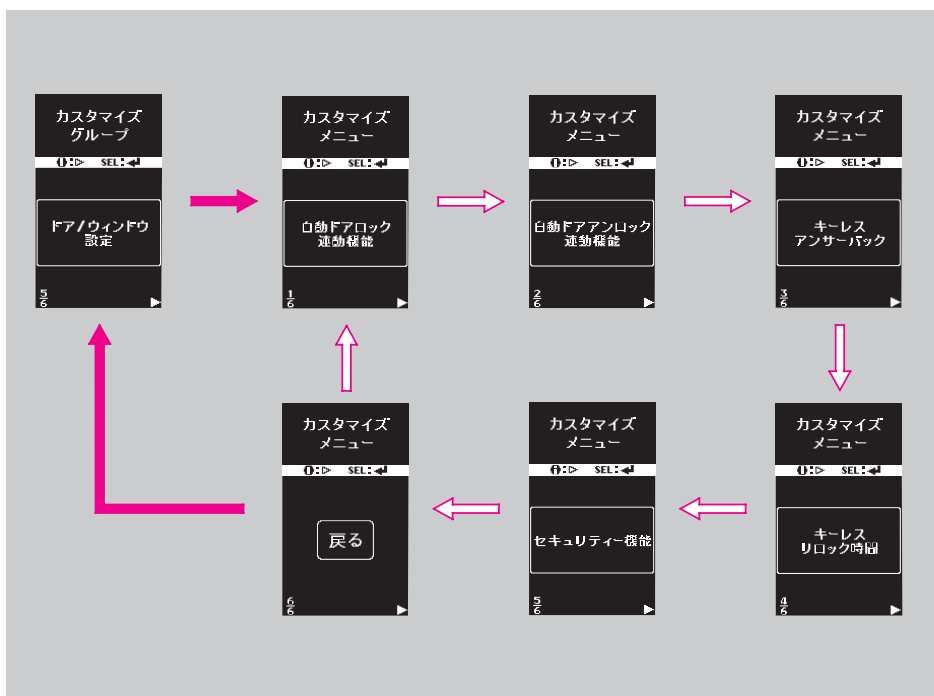 カスタマイズ
グループ
ⓘ:▷ SEL:↵
ドア/ウィンドウ
設定
5/6 ▶
カスタマイズ
メニュー
ⓘ:▷ SEL:↵
自動ドアロック
連動機能
1/6 ▶
カスタマイズ
メニュー
ⓘ:▷ SEL:↵
自動ドアアンロック
連動機能
2/6 ▶
カスタマイズ
メニュー
ⓘ:▷ SEL:↵
キーレス
アンサーバック
3/6 ▶
カスタマイズ
メニュー
ⓘ:▷ SEL:↵
戻る
6/6 ▶
カスタマイズ
メニュー
ⓘ:▷ SEL:↵
セキュリティー機能
5/6 ▶
カスタマイズ
メニュー
ⓘ:▷ SEL:↵
キーレス
リロック時間
4/6 ▶